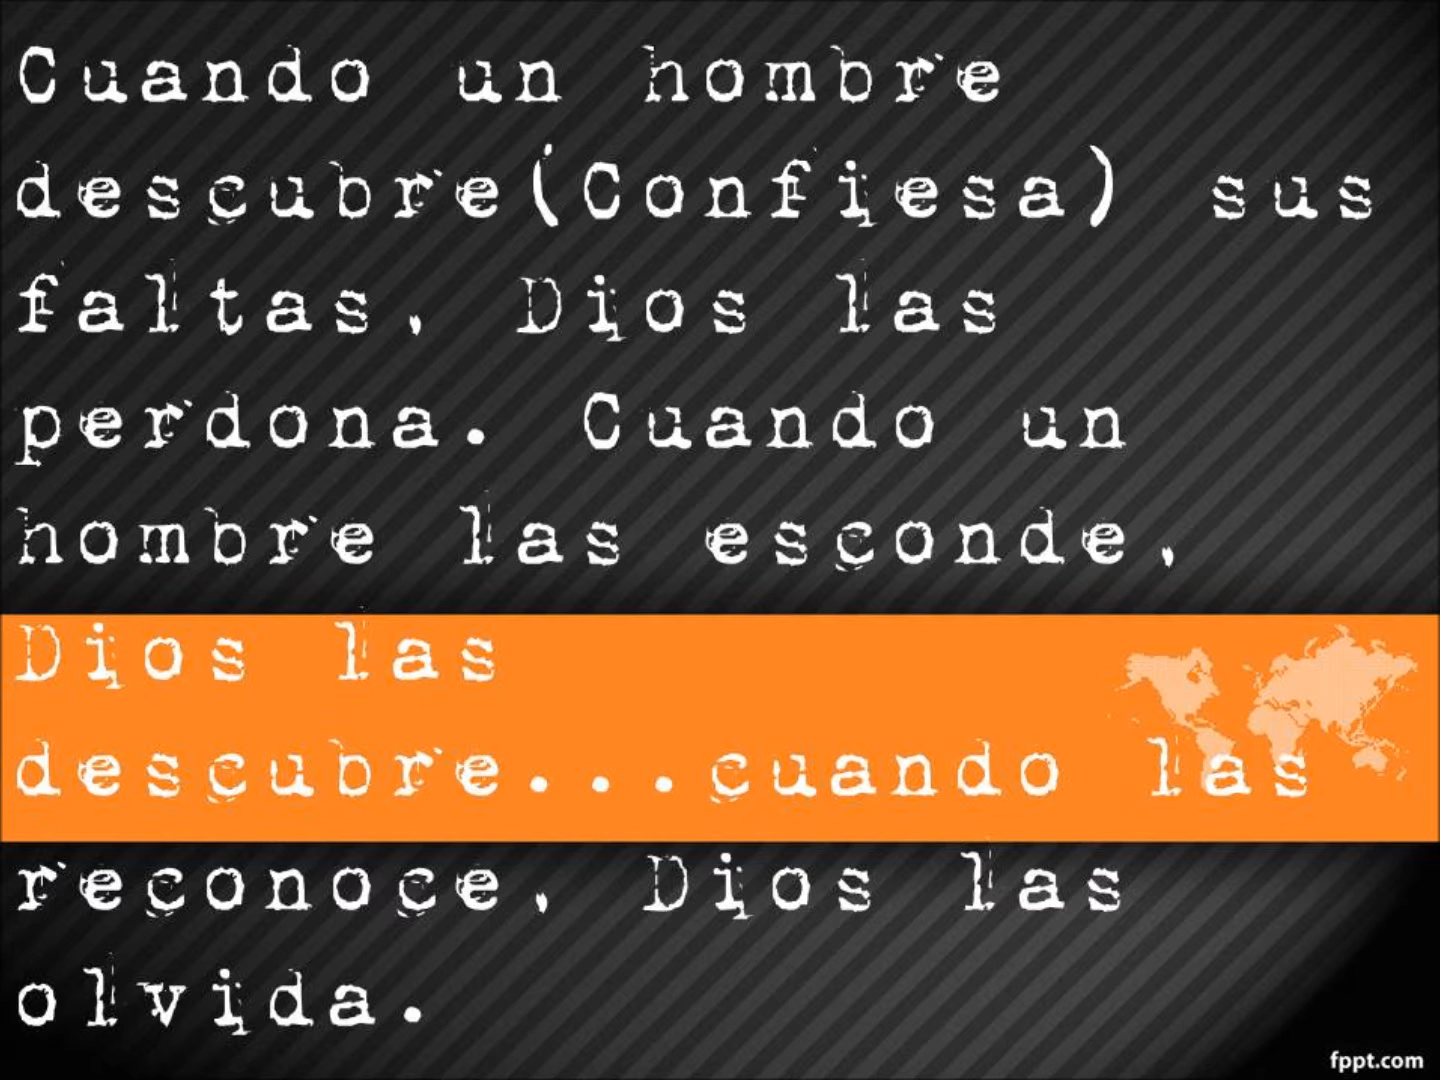 Cuando un hombre
descubre(Confiesa) sus
faltas, Dios las
perdona. Cuando un
hombre las esconde,
Dios las
descubre...cuando las
reconoce, Dios las
olvida.
fppt.com